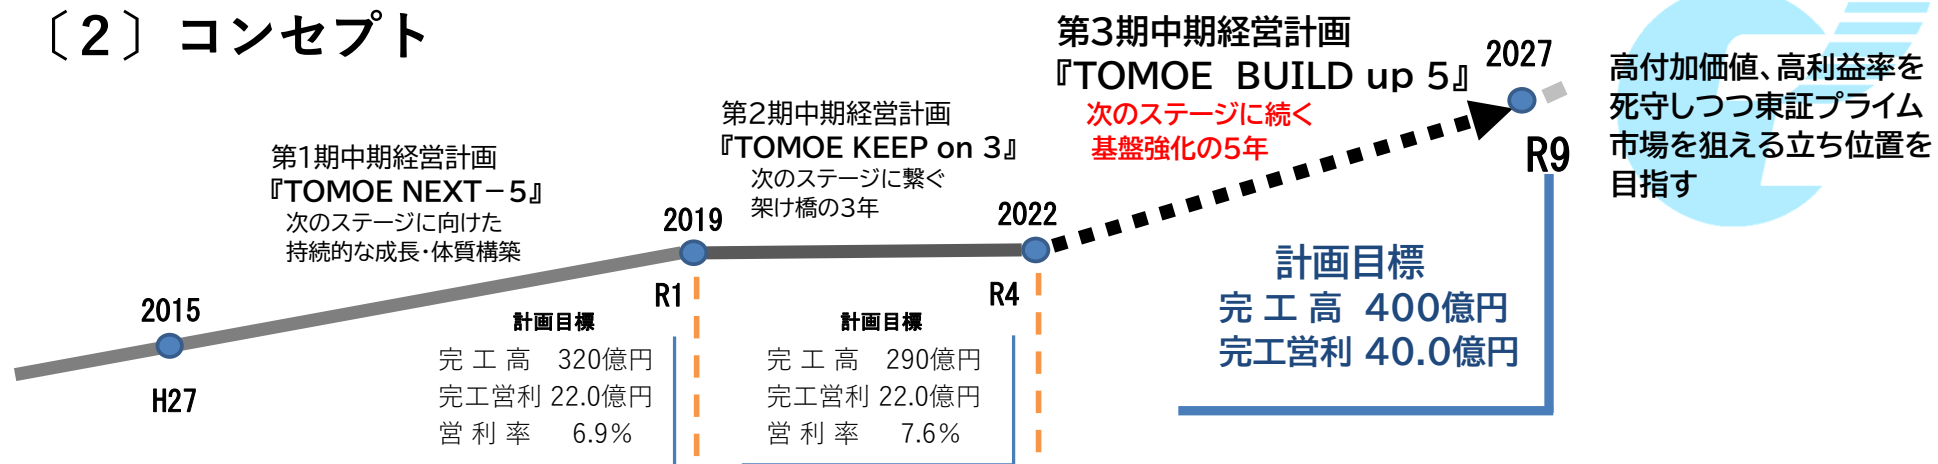 〔２〕コンセプト
第1期中期経営計画
『TOMOE NEXT－5』
次のステージに向けた
持続的な成長・体質構築
第2期中期経営計画
『TOMOE KEEP on 3』
次のステージに繋ぐ
架け橋の3年
第3期中期経営計画
『TOMOE BUILD up 5』
次のステージに続く
基盤強化の5年
高付加価値、高利益率を
死守しつつ東証プライム
市場を狙える立ち位置を
目指す
2015
H27
2019
R1
2022
R4
2027
R9
計画目標
完 工 高 320億円
完工営利 22.0億円
営 利 率 6.9%
計画目標
完 工 高 290億円
完工営利 22.0億円
営 利 率 7.6%
計画目標
完 工 高 400億円
完工営利 40.0億円